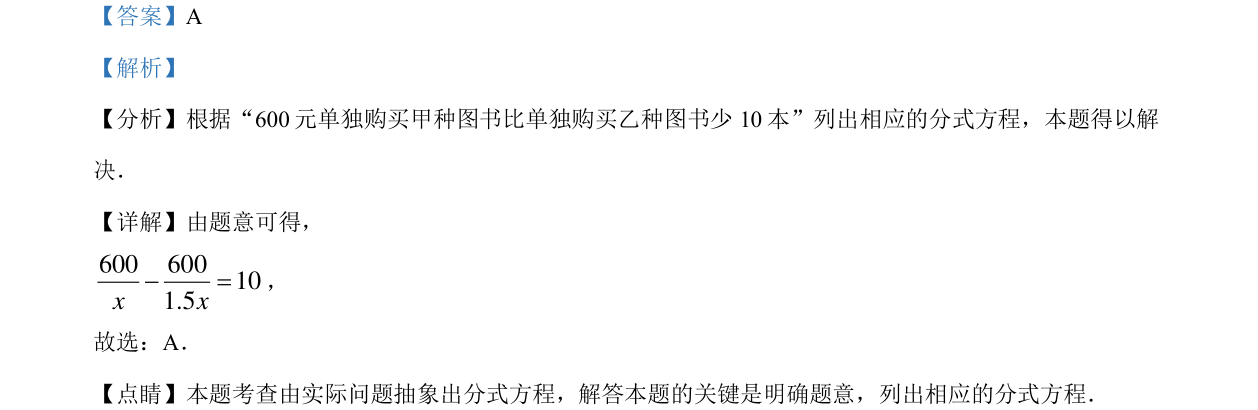 【答案】A
【解析】
【分析】根据“600 元单独购买甲种图书比单独购买乙种图书少 10 本”列出相应的分式方程，本题得以解
决．
【详解】由题意可得，
600/x − 600/1.5x = 10，
故选：A．
【点睛】本题考查由实际问题抽象出分式方程，解答本题的关键是明确题意，列出相应的分式方程．